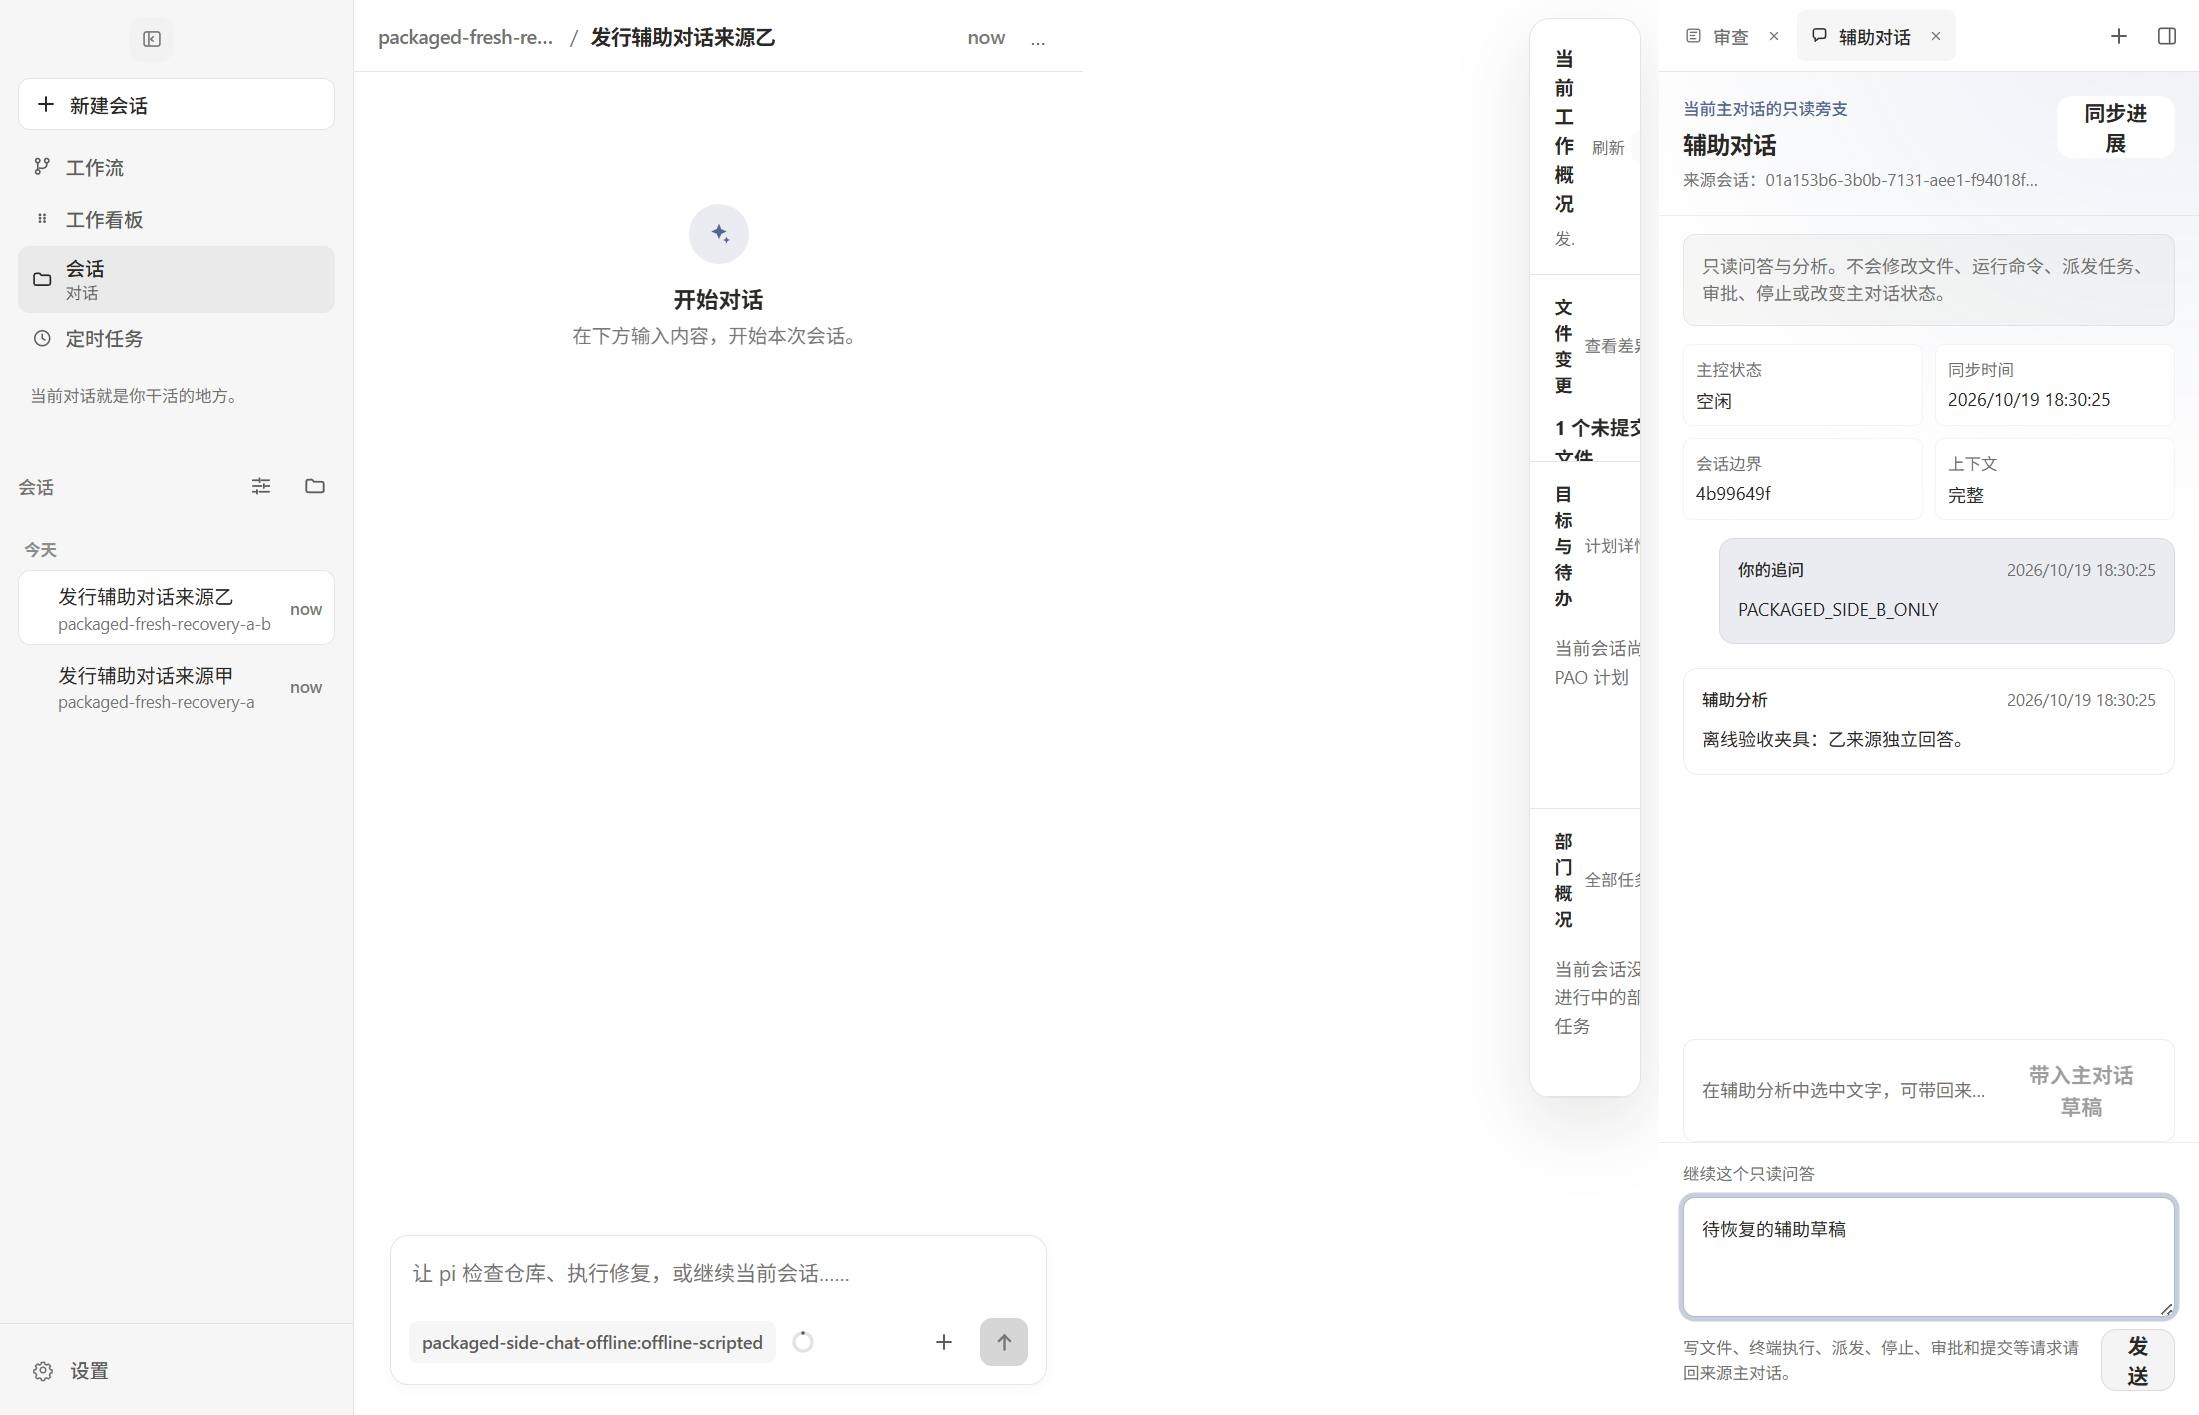 新建会话
工作流
工作看板
会话
对话
定时任务
当前对话就是你干活的地方。
会话
今天
发行辅助对话来源乙
packaged-fresh-recovery-a-b
now
发行辅助对话来源甲
packaged-fresh-recovery-a
now
设置
packaged-fresh-re... / 发行辅助对话来源乙
now
...
开始对话
在下方输入内容，开始本次会话。
让 pi 检查仓库、执行修复，或继续当前会话......
packaged-side-chat-offline:offline-scripted
当前工作概况
刷新
发.
文件变更
查看差
1 个未提交
文件
目标与待办
计划详
当前会话尚
PAO 计划
部门概况
全部任
当前会话没
进行中的部
任务
审查
辅助对话
当前主对话的只读旁支
辅助对话
来源会话：01a153b6-3b0b-7131-aee1-f94018f...
同步进
展
只读问答与分析。不会修改文件、运行命令、派发任务、
审批、停止或改变主对话状态。
主控状态
空闲
同步时间
2026/10/19 18:30:25
会话边界
4b99649f
上下文
完整
你的追问
2026/10/19 18:30:25
PACKAGED_SIDE_B_ONLY
辅助分析
2026/10/19 18:30:25
离线验收夹具：乙来源独立回答。
在辅助分析中选中文字，可带回来...
带入主对话
草稿
继续这个只读问答
待恢复的辅助草稿
写文件、终端执行、派发、停止、审批和提交等请求请
回来源主对话。
发
送